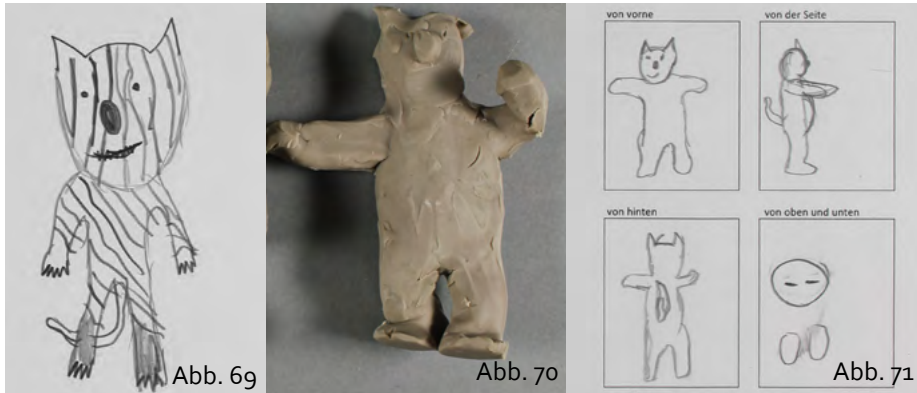 von vorne
von der Seite
von hinten
von oben und unten
Abb. 69
Abb. 70
Abb. 71